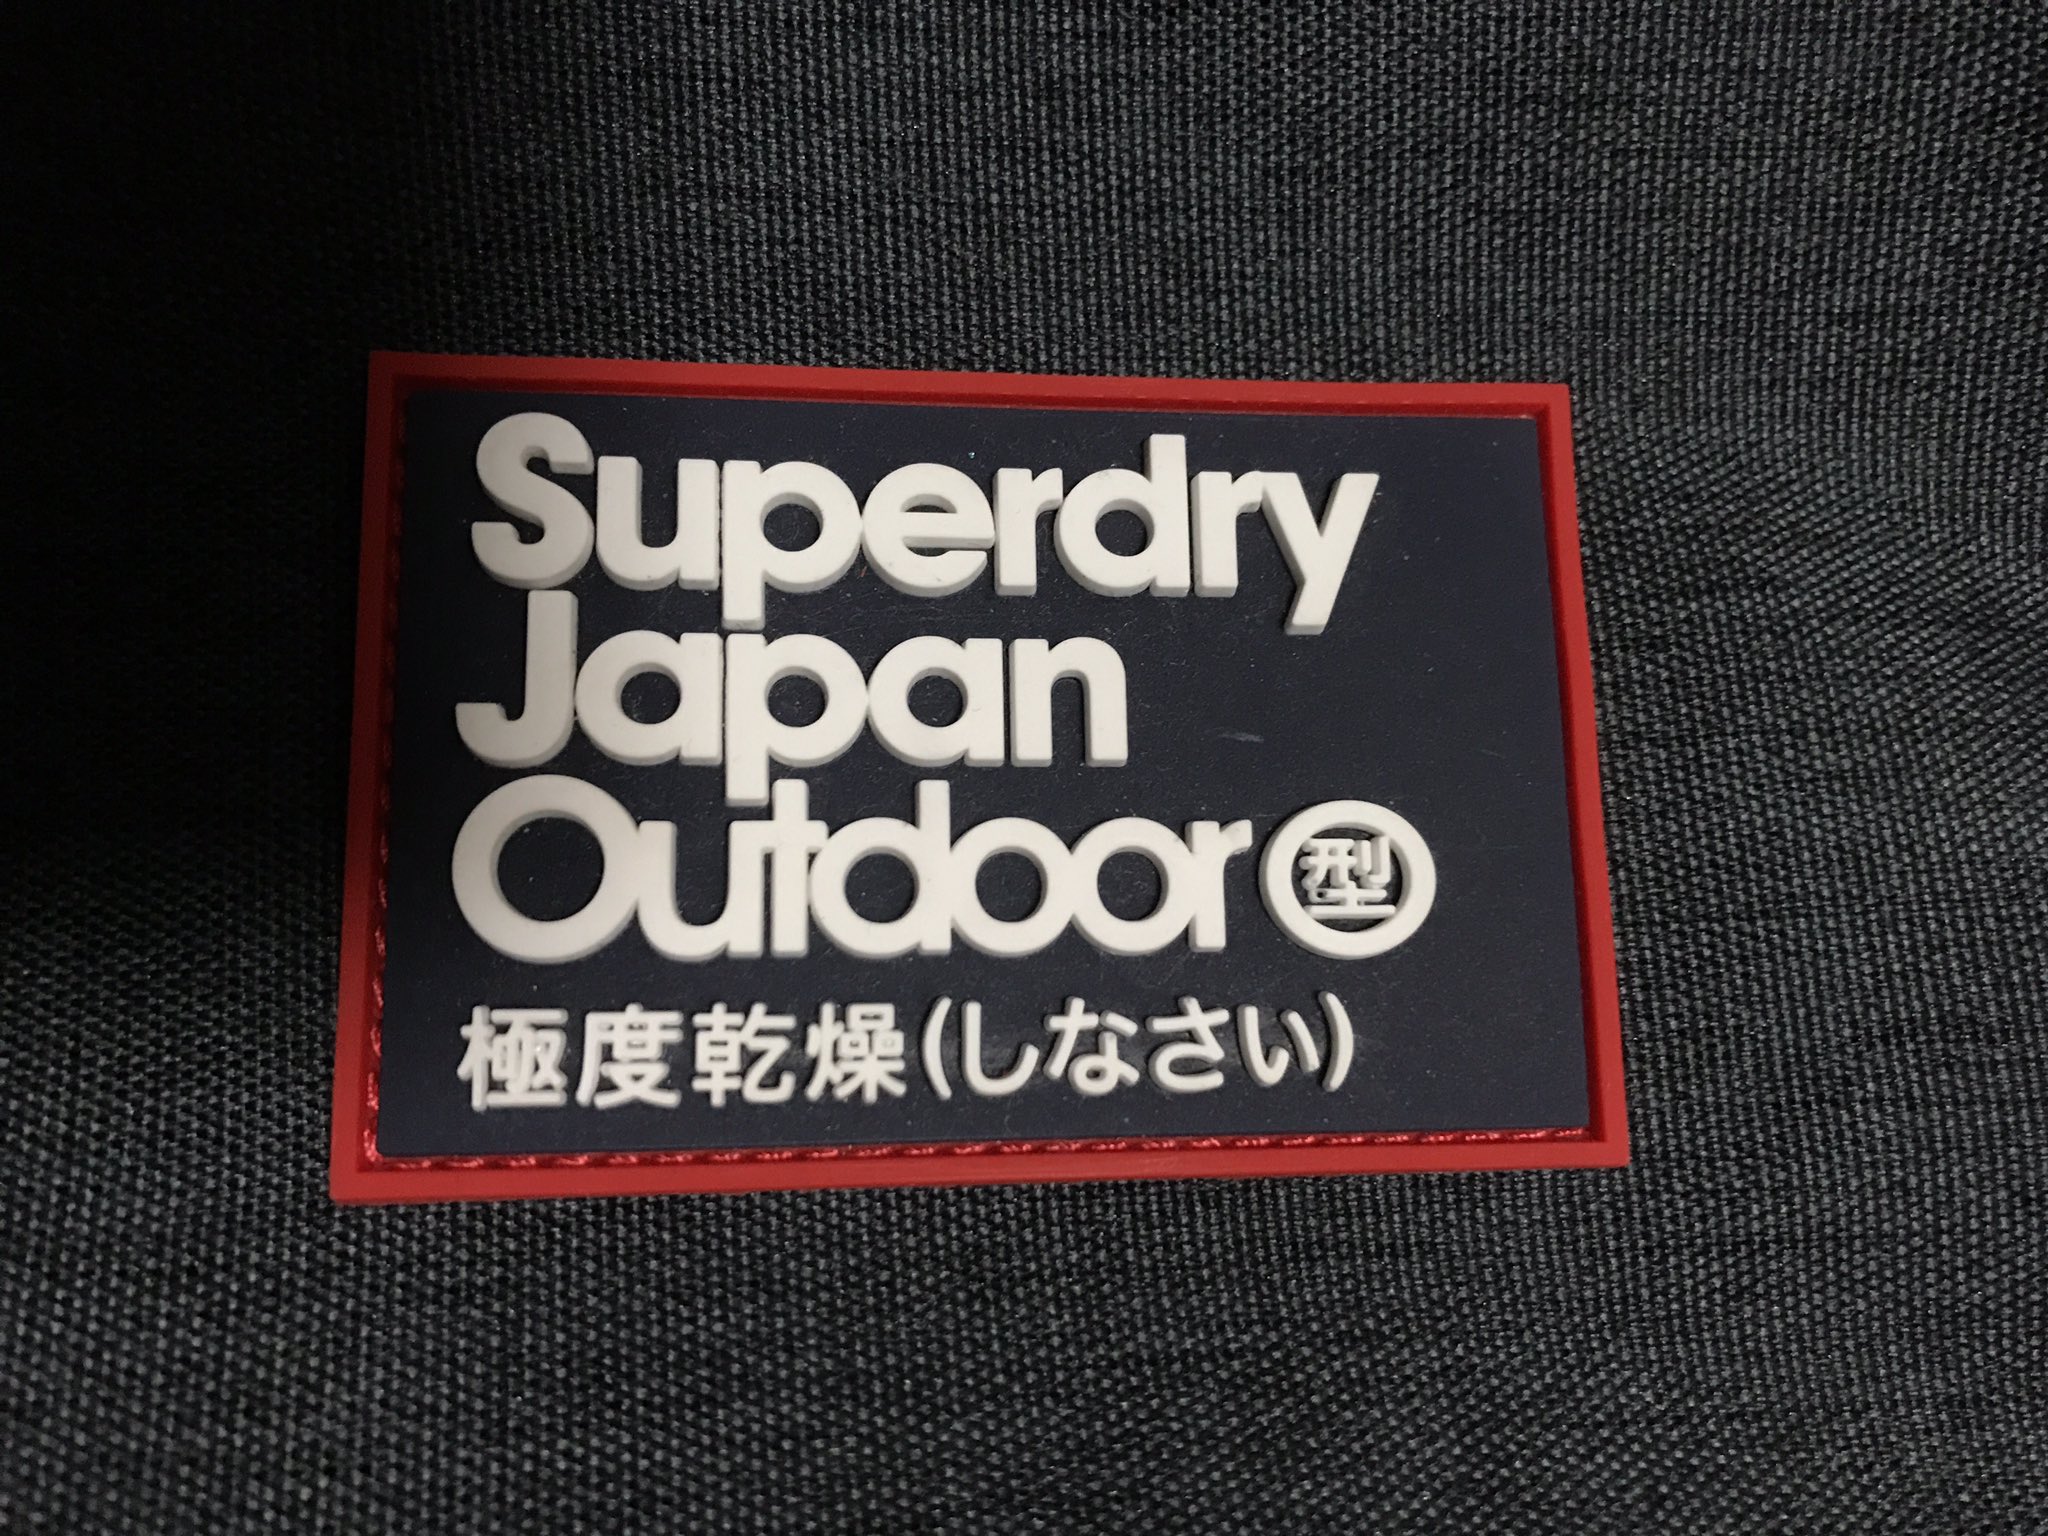 Superdry
Japan
Outdoor 型
極度乾燥(しなさい)